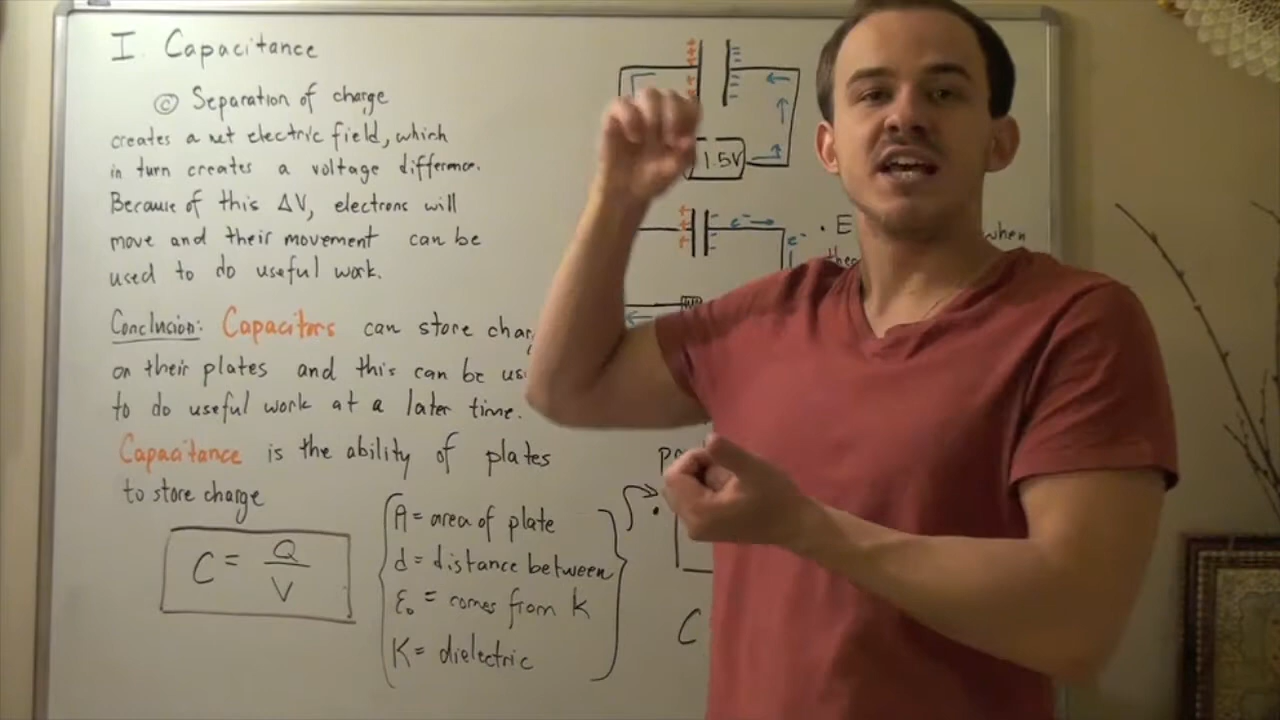 I. Capacitance
© Separation of charge
creates a net electric field, which
in turn creates a voltage difference.
Because of this ΔV, electrons will
move and their movement can be
used to do useful work.
Conclusion: Capacitors can store char
on their plates and this can be us
to do useful work at a later time.
Capacitance is the ability of plates
to store charge
C = Q/V
A = area of plate
d = distance between
ε₀ = comes from k
K = dielectric
1.5V
e⁻
e⁻
• E
when
the
C